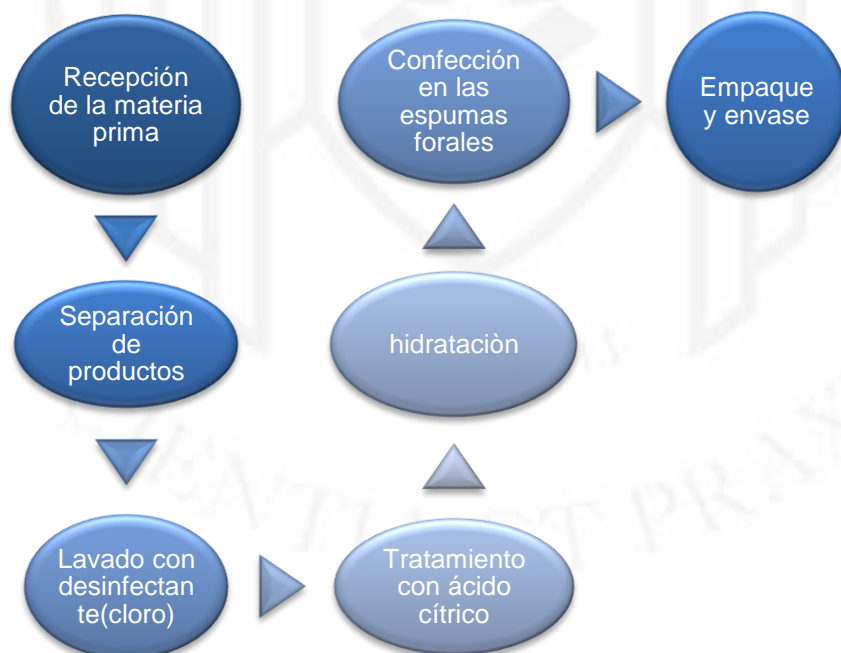 Recepción
de la materia
prima
Separación
de
productos
Lavado con
desinfectan
te(cloro)
Tratamiento
con ácido
cítrico
hidrataciòn
Confección
en las
espumas
forales
Empaque
y envase